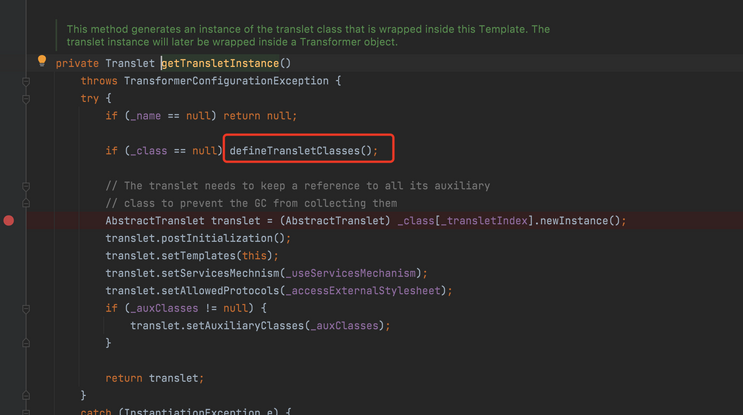 This method generates an instance of the translet class that is wrapped inside this Template. The
translet instance will later be wrapped inside a Transformer object.
private Translet getTransletInstance()
throws TransformerConfigurationException {
try {
if (_name == null) return null;
if (_class == null) defineTransletClasses();
// The translet needs to keep a reference to all its auxiliary
// class to prevent the GC from collecting them
AbstractTranslet translet = (AbstractTranslet) _class[_transletIndex].newInstance();
translet.postInitialization();
translet.setTemplates(this);
translet.setServicesMechnism(_useServicesMechanism);
translet.setAllowedProtocols(_accessExternalStylesheet);
if (_auxClasses != null) {
translet.setAuxiliaryClasses(_auxClasses);
}
return translet;
}
catch (InstantiationException e) {